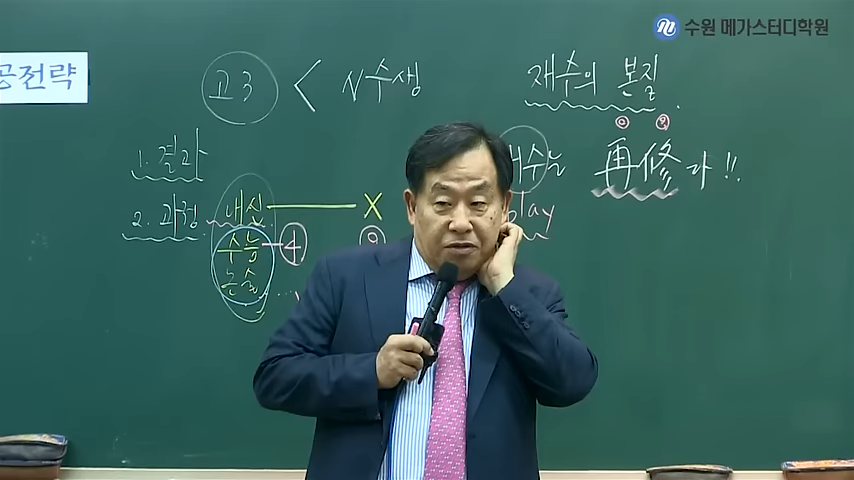 수원 메가스터디학원
공전략
고3 < N수생
재수의 본질
1. 결과
재수는 再修다!!
2. 과정 내신 X
play
수능 4
논술